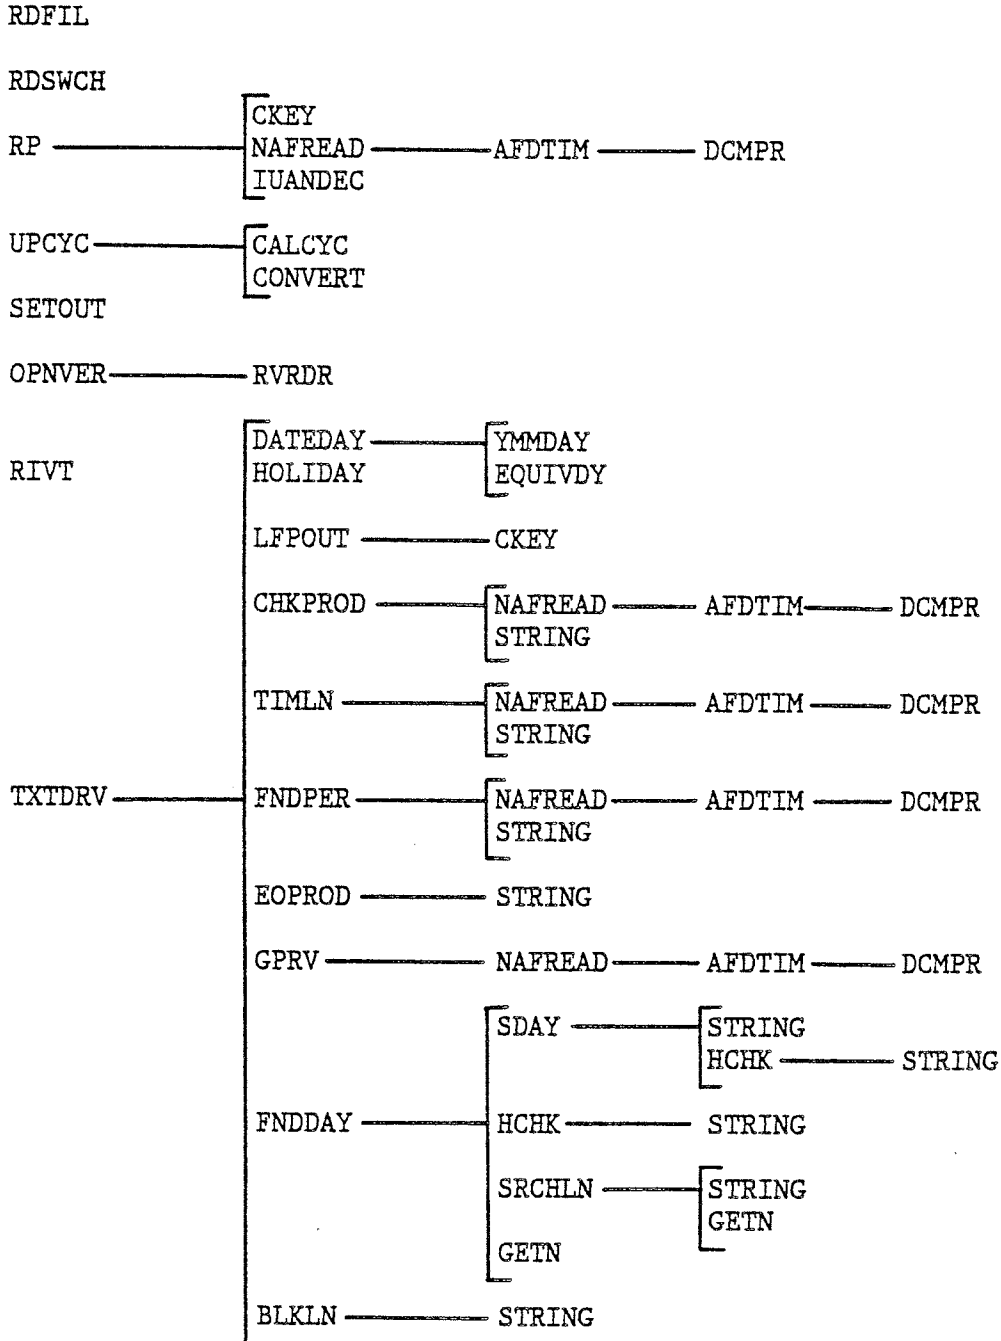 RDFIL
RDSWCH
CKEY
RP NAFREAD AFDTIM DCMPR
IUANDEC
UPCYC CALCYC
CONVERT
SETOUT
OPNVER RVRDR
DATEDAY YMMDAY
RIVT HOLIDAY EQUIVDY
LFPOUT CKEY
CHKPROD NAFREAD AFDTIM DCMPR
STRING
TIMLN NAFREAD AFDTIM DCMPR
STRING
TXTDRV FNDPER NAFREAD AFDTIM DCMPR
STRING
EOPROD STRING
GPRV NAFREAD AFDTIM DCMPR
SDAY STRING
HCHK STRING
FNDDAY HCHK STRING
SRCHLN STRING
GETN
GETN
BLKLN STRING